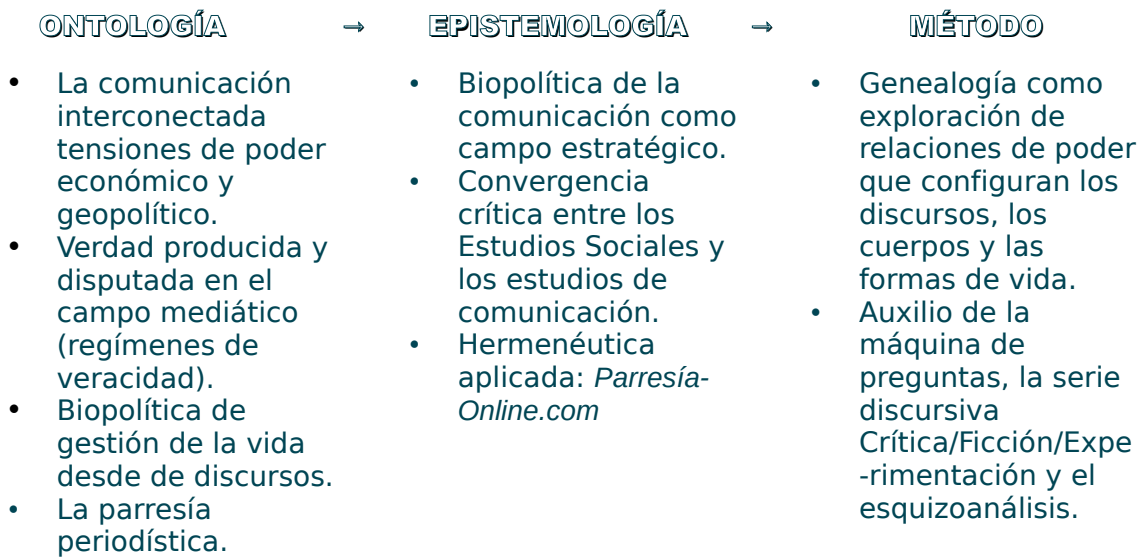 ONTOLOGÍA → EPISTEMOLOGÍA → MÉTODO
• La comunicación
interconectada
tensiones de poder
económico y
geopolítico.
• Verdad producida y
disputada en el
campo mediático
(regímenes de
veracidad).
• Biopolítica de
gestión de la vida
desde de discursos.
• La parresía
periodística.
• Biopolítica de la
comunicación como
campo estratégico.
• Convergencia
crítica entre los
Estudios Sociales y
los estudios de
comunicación.
• Hermenéutica
aplicada: Parresía-
Online.com
• Genealogía como
exploración de
relaciones de poder
que configuran los
discursos, los
cuerpos y las
formas de vida.
• Auxilio de la
máquina de
preguntas, la serie
discursiva
Crítica/Ficción/Expe
-rimentación y el
esquizoanálisis.